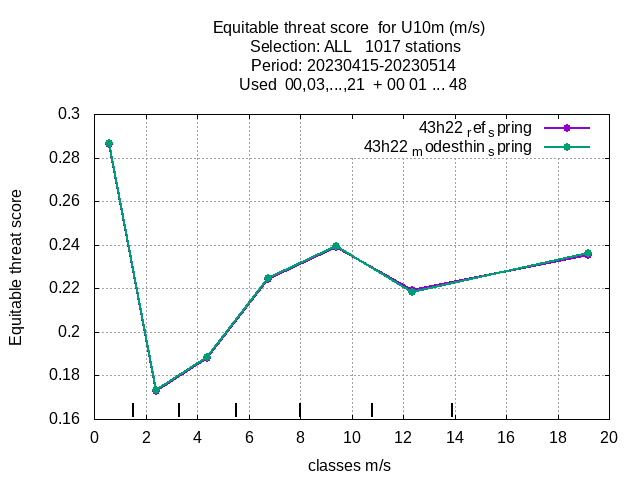 Equitable threat score  for U10m (m/s)
Selection: ALL   1017 stations
Period: 20230415-20230514
Used  00,03,...,21  + 00 01 ... 48
43h22 ref spring
43h22 modesthin spring
Equitable threat score
0.3
0.28
0.26
0.24
0.22
0.2
0.18
0.16
0 2 4 6 8 10 12 14 16 18 20
classes m/s